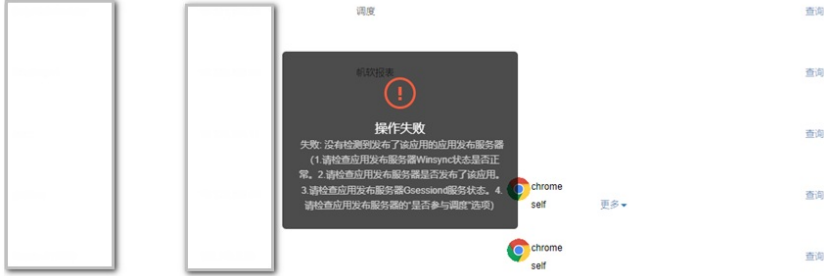 调度
查询
帆软报表
查询
操作失败
失败: 没有检测到发布了该应用的应用发布服务器
(1.请检查应用发布服务器Winsync状态是否正
常。2.请检查应用发布服务器是否发布了该应用。
3.请检查应用发布服务器Gsessiond服务状态。4.
请检查应用发布服务器的"是否参与调度"选项)
查询
chrome
self
更多
查询
chrome
self
查询